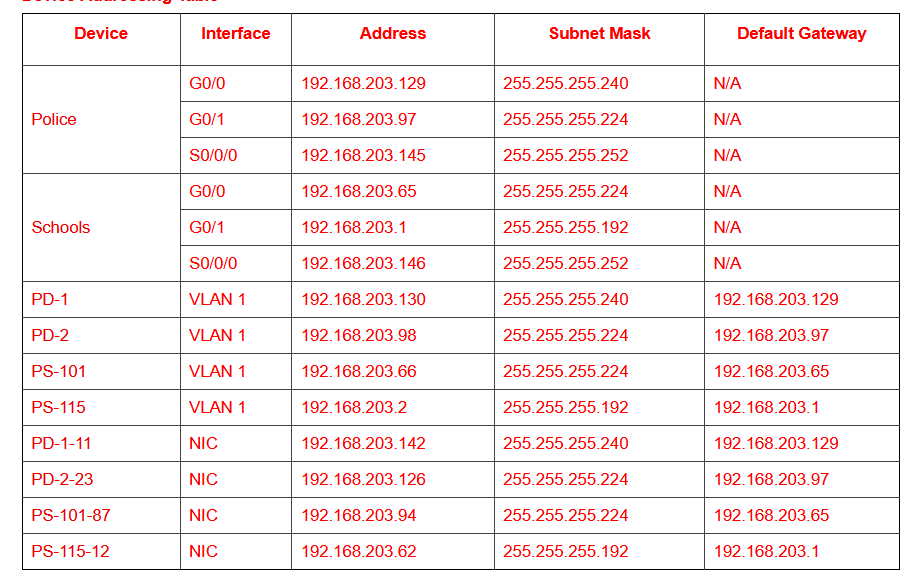 Device Addressing Table
Device Interface Address Subnet Mask Default Gateway
Police G0/0 192.168.203.129 255.255.255.240 N/A
G0/1 192.168.203.97 255.255.255.224 N/A
S0/0/0 192.168.203.145 255.255.255.252 N/A
Schools G0/0 192.168.203.65 255.255.255.224 N/A
G0/1 192.168.203.1 255.255.255.192 N/A
S0/0/0 192.168.203.146 255.255.255.252 N/A
PD-1 VLAN 1 192.168.203.130 255.255.255.240 192.168.203.129
PD-2 VLAN 1 192.168.203.98 255.255.255.224 192.168.203.97
PS-101 VLAN 1 192.168.203.66 255.255.255.224 192.168.203.65
PS-115 VLAN 1 192.168.203.2 255.255.255.192 192.168.203.1
PD-1-11 NIC 192.168.203.142 255.255.255.240 192.168.203.129
PD-2-23 NIC 192.168.203.126 255.255.255.224 192.168.203.97
PS-101-87 NIC 192.168.203.94 255.255.255.224 192.168.203.65
PS-115-12 NIC 192.168.203.62 255.255.255.192 192.168.203.1